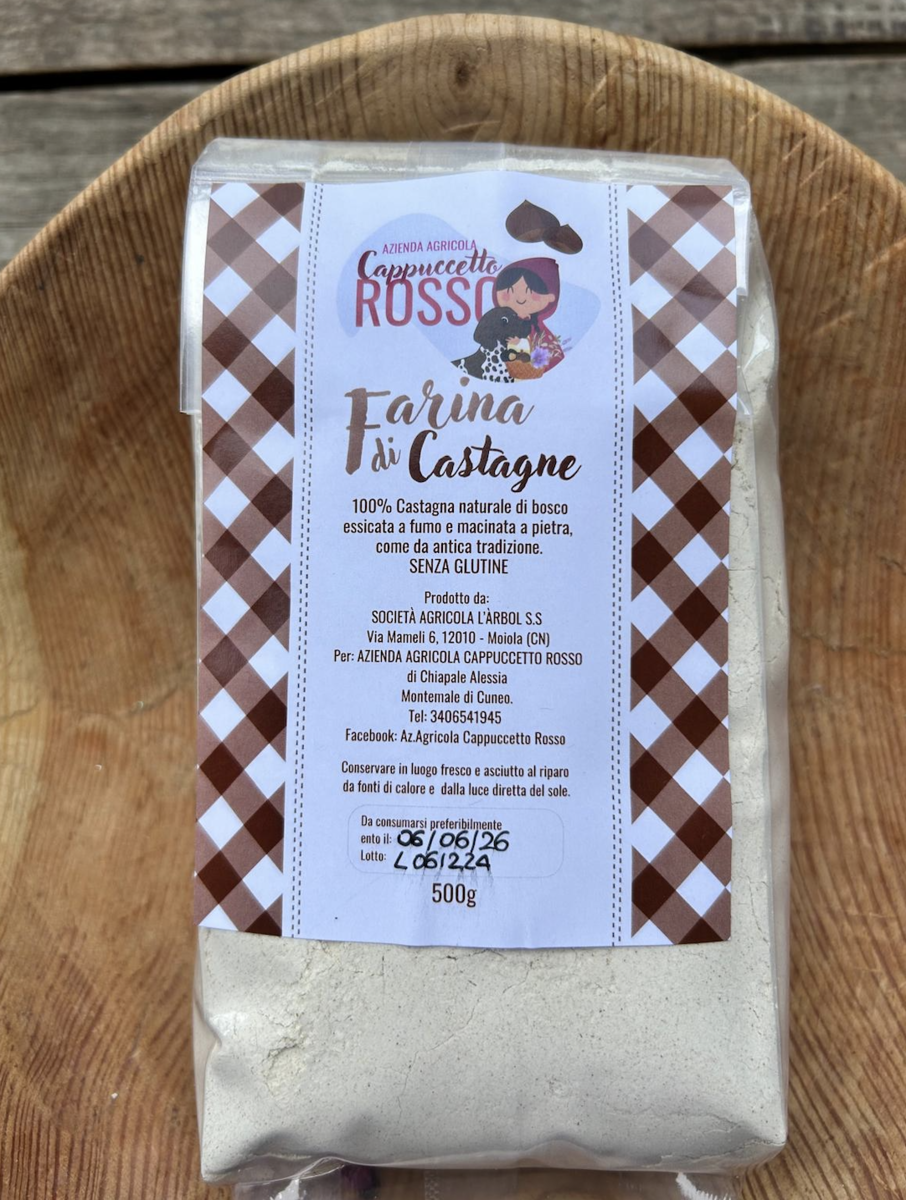 AZIENDA AGRICOLA
Cappuccetto
ROSSO
Farina
di Castagne
100% Castagna naturale di bosco
essicata a fumo e macinata a pietra,
come da antica tradizione.
SENZA GLUTINE
Prodotto da:
SOCIETÀ AGRICOLA L'ÀRBOL S.S
Via Mameli 6, 12010 - Moiola (CN)
Per: AZIENDA AGRICOLA CAPPUCCETTO ROSSO
di Chiapale Alessia
Montemale di Cuneo.
Tel: 3406541945
Facebook: Az.Agricola Cappuccetto Rosso
Conservare in luogo fresco e asciutto al riparo
da fonti di calore e dalla luce diretta del sole.
Da consumarsi preferibilmente
ento il: 06/06/26
Lotto: L 061224
500g